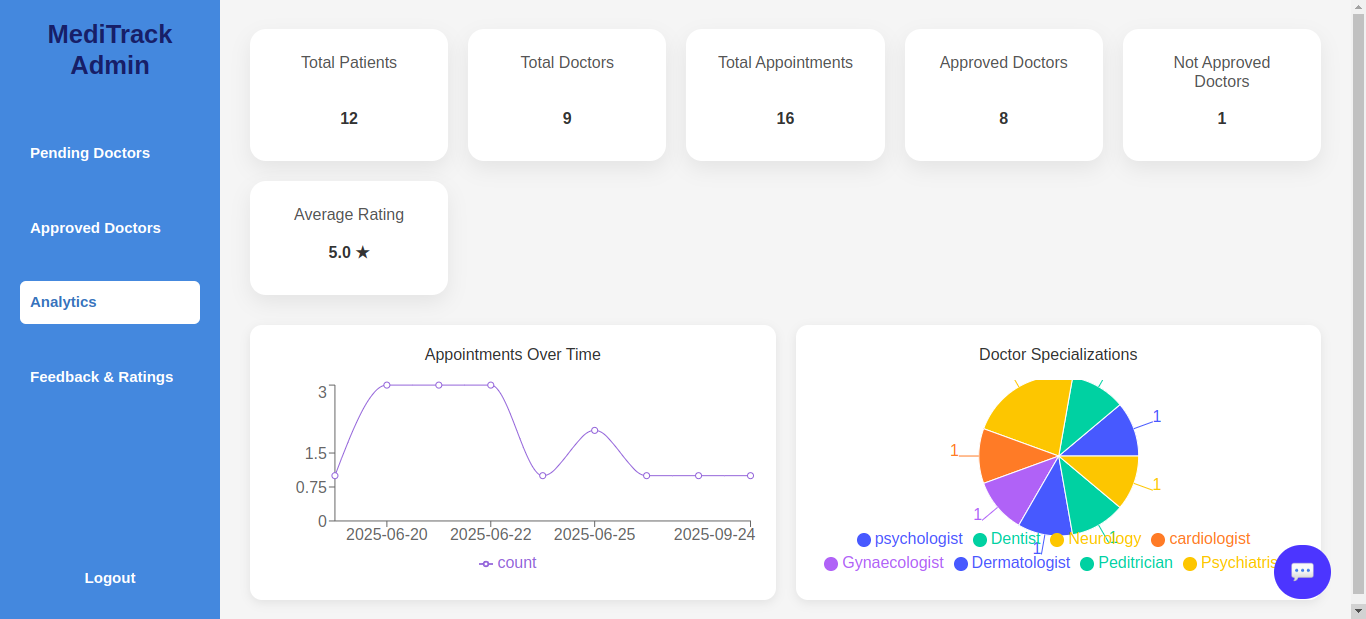 MediTrack
Admin
Pending Doctors
Approved Doctors
Analytics
Feedback & Ratings
Logout
Total Patients
12
Total Doctors
9
Total Appointments
16
Approved Doctors
8
Not Approved
Doctors
1
Average Rating
5.0 ★
Appointments Over Time
3
1.5
0.75
0
2025-06-20 2025-06-22 2025-06-25 2025-09-24
count
Doctor Specializations
1
1
1
1
1
1
psychologist Dentist Neurology cardiologist
Gynaecologist Dermatologist Peditrician